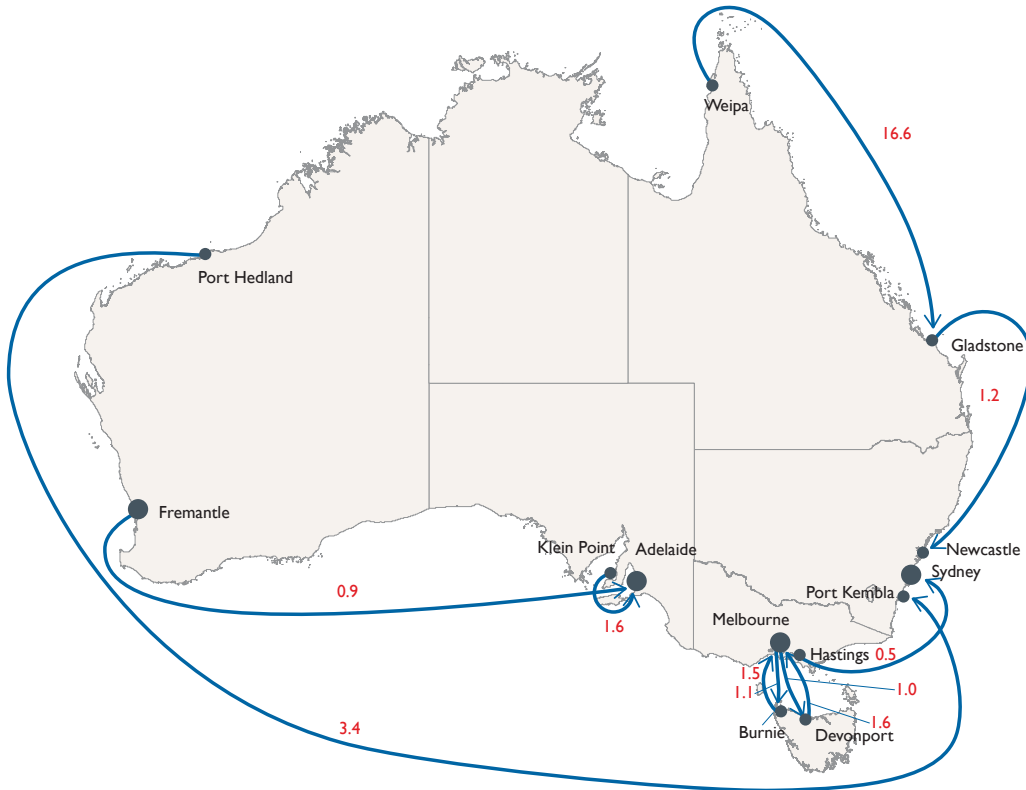 Weipa
16.6
Port Hedland
Gladstone
1.2
Fremantle
Klein Point
Adelaide
Newcastle
Sydney
0.9
Port Kembla
1.6
Melbourne
Hastings
0.5
1.5
1.1
1.0
1.6
3.4
Burnie
Devonport